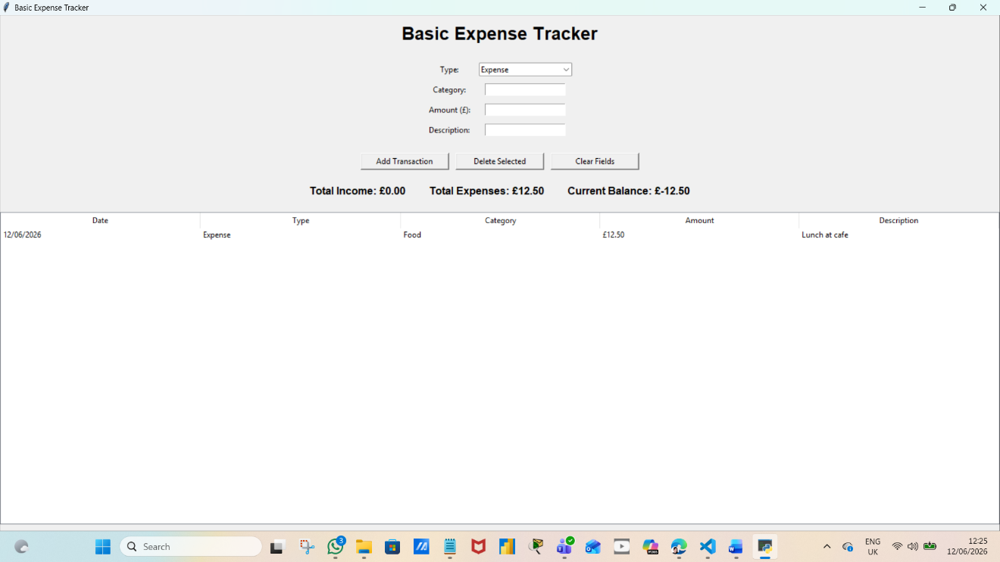 Basic Expense Tracker
Basic Expense Tracker
Type: Expense
Category:
Amount (£):
Description:
Add Transaction Delete Selected Clear Fields
Total Income: £0.00 Total Expenses: £12.50 Current Balance: £-12.50
Date Type Category Amount Description
12/06/2026 Expense Food £12.50 Lunch at cafe
Search 3 M365 ENG 12:25
UK 12/06/2026